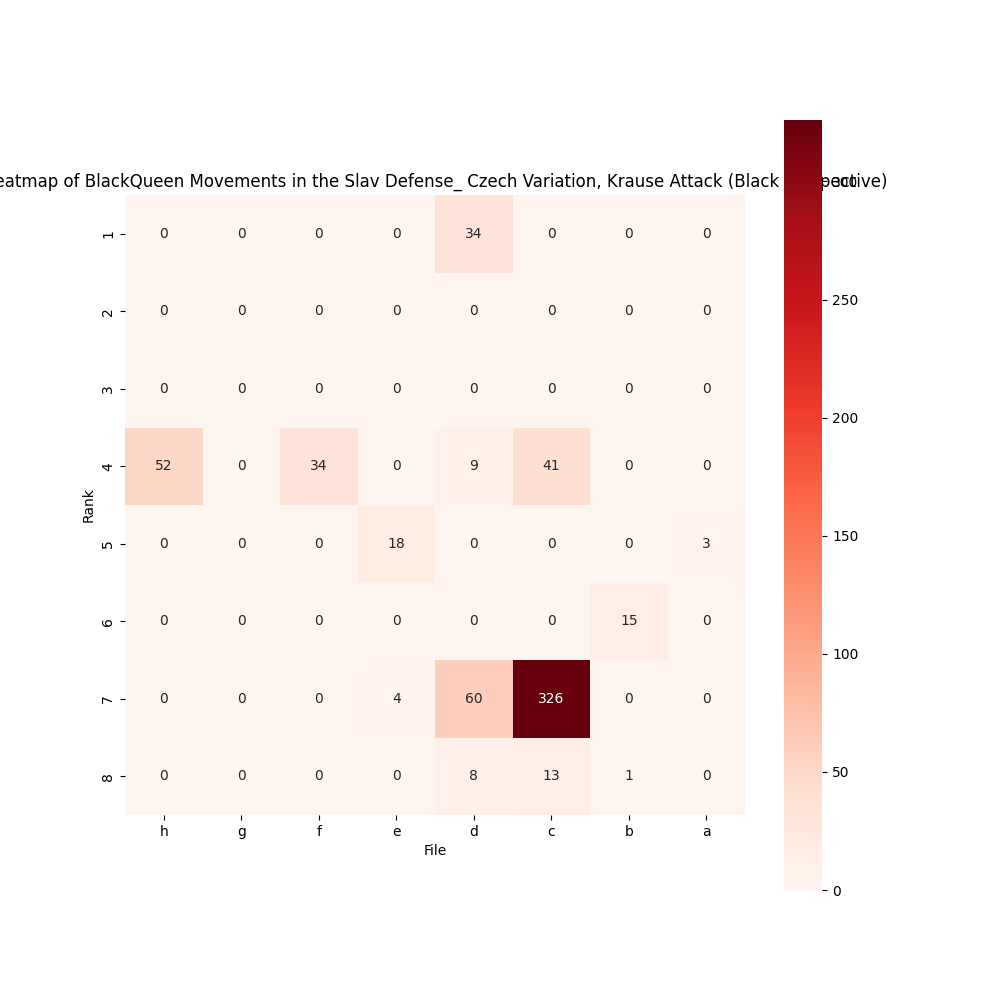 eatmap of BlackQueen Movements in the Slav Defense_ Czech Variation, Krause Attack (Black
ective)
1 0 0 0 0 34 0 0 0
2 0 0 0 0 0 0 0 0
3 0 0 0 0 0 0 0 0
4 52 0 34 0 9 41 0 0
5 0 0 0 18 0 0 0 3
6 0 0 0 0 0 0 15 0
7 0 0 0 4 60 326 0 0
8 0 0 0 0 8 13 1 0
h g f e d c b a
File
Rank
250
200
150
100
50
0